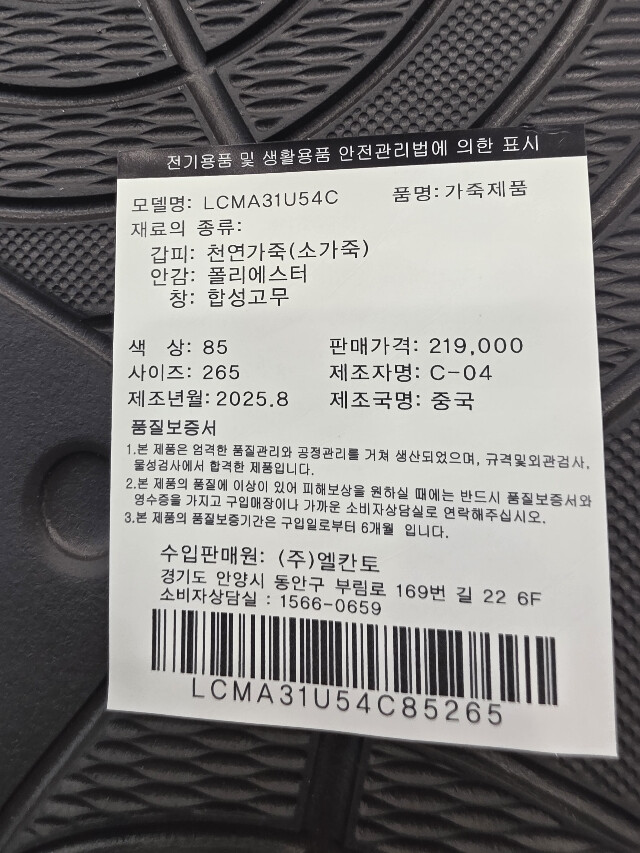 전기용품 및 생활용품 안전관리법에 의한 표시
모델명: LCMA31U54C 품명: 가죽제품
재료의 종류:
갑피: 천연가죽(소가죽)
안감: 폴리에스터
창: 합성고무
색 상: 85 판매가격: 219,000
사이즈: 265 제조자명: C-04
제조년월: 2025.8 제조국명: 중국
품질보증서
1.본 제품은 엄격한 품질관리와 공정관리를 거쳐 생산되었으며, 규격및외관검사,
물성검사에서 합격한 제품입니다.
2.본 제품의 품질에 이상이 있어 피해보상을 원하실 때에는 반드시 품질보증서와
영수증을 가지고 구입매장이나 가까운 소비자상담실로 연락해주십시오.
3.본 제품의 품질보증기간은 구입일로부터 6개월 입니다.
수입판매원: (주)엘칸토
경기도 안양시 동안구 부림로 169번 길 22 6F
소비자상담실 : 1566-0659
LCMA31U54C85265